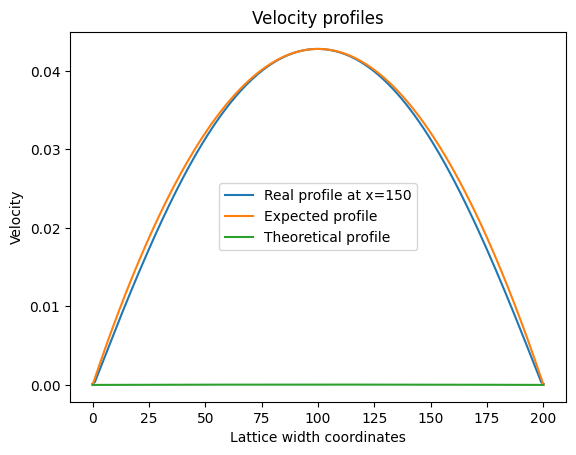 Velocity profiles
0.04
0.03
0.02
0.01
0.00
Velocity
Real profile at x=150
Expected profile
Theoretical profile
0 25 50 75 100 125 150 175 200
Lattice width coordinates